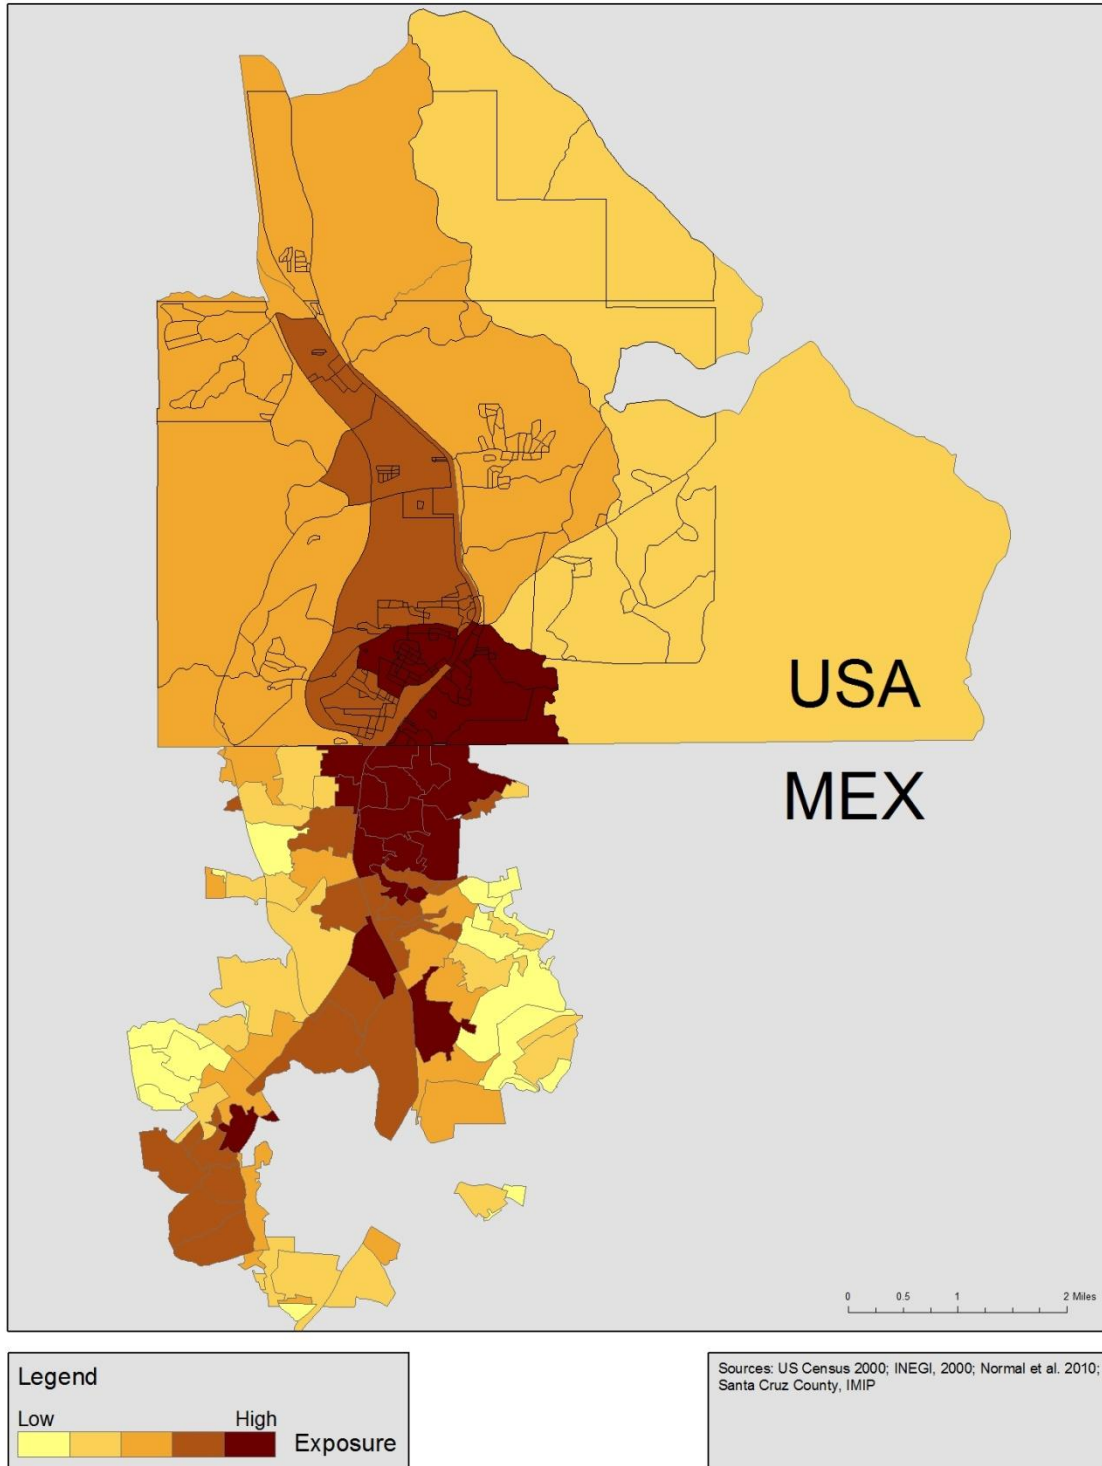 USA
MEX
0 0.5 1 2 Miles
Legend
Low High
Exposure
Sources: US Census 2000; INEGI, 2000; Normal et al. 2010;
Santa Cruz County, IMIP